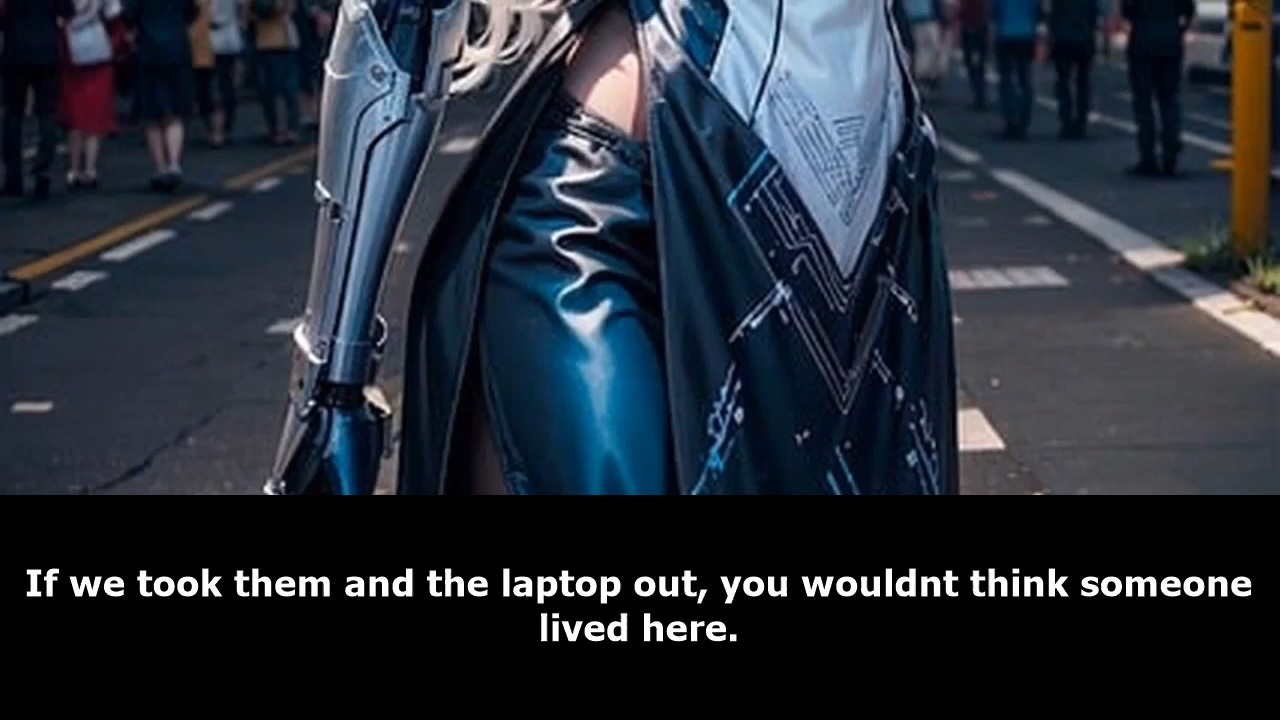 If we took them and the laptop out, you wouldnt think someone
lived here.